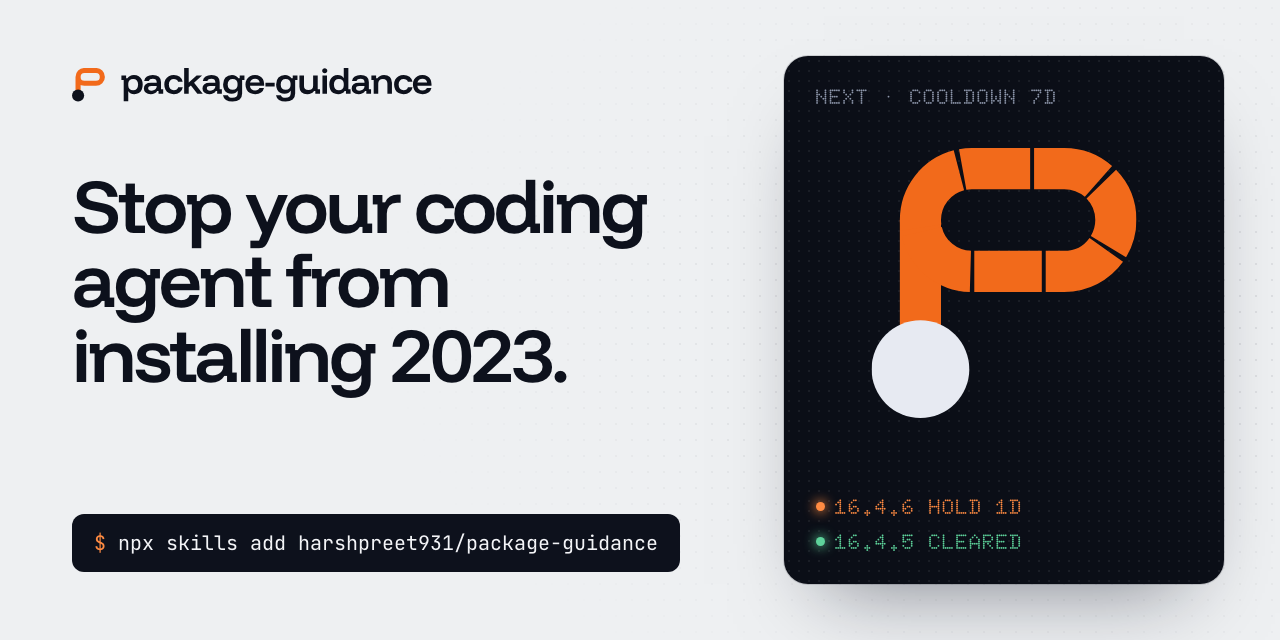 package-guidance
Stop your coding
agent from
installing 2023.
$ npx skills add harshpreet931/package-guidance
NEXT · COOLDOWN 7D
16.4.6 HOLD 1D
16.4.5 CLEARED